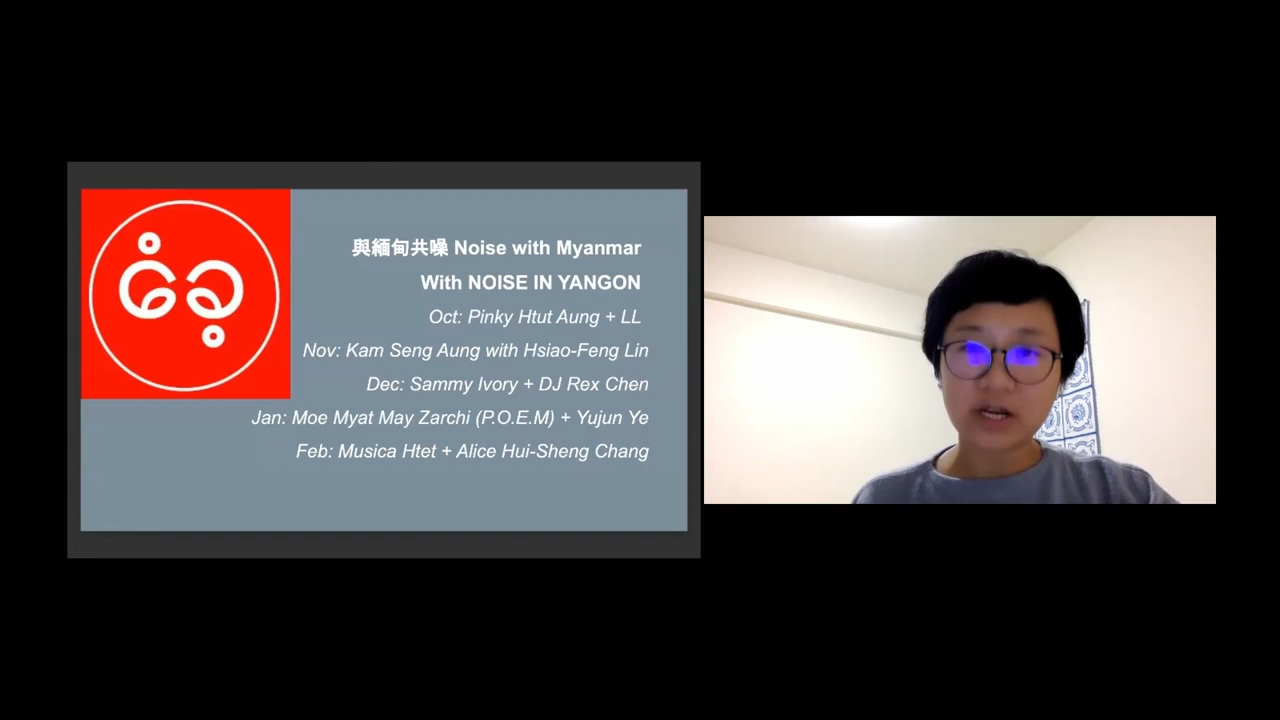 與緬甸共噪 Noise with Myanmar
With NOISE IN YANGON
Oct: Pinky Htut Aung + LL
Nov: Kam Seng Aung with Hsiao-Feng Lin
Dec: Sammy Ivory + DJ Rex Chen
Jan: Moe Myat May Zarchi (P.O.E.M) + Yujun Ye
Feb: Musica Htet + Alice Hui-Sheng Chang